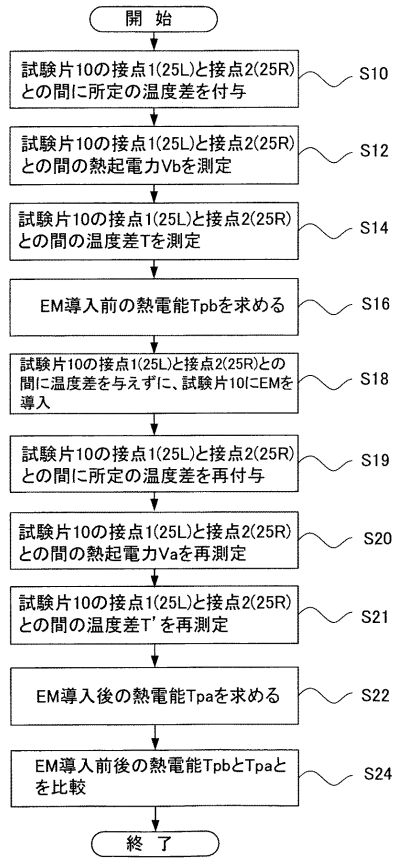 開 始
試験片10の接点1(25L)と接点2(25R)
との間に所定の温度差を付与
S10
試験片10の接点1(25L)と接点2(25R)
との間の熱起電力Vbを測定
S12
試験片10の接点1(25L)と接点2(25R)
との間の温度差Tを測定
S14
EM導入前の熱電能Tpbを求める
S16
試験片10の接点1(25L)と接点2(25R)との
間に温度差を与えずに、試験片10にEMを
導入
S18
試験片10の接点1(25L)と接点2(25R)
との間に所定の温度差を再付与
S19
試験片10の接点1(25L)と接点2(25R)
との間の熱起電力Vaを再測定
S20
試験片10の接点1(25L)と接点2(25R)
との間の温度差T'を再測定
S21
EM導入後の熱電能Tpaを求める
S22
EM導入前後の熱電能TpbとTpaと
を比較
S24
終 了